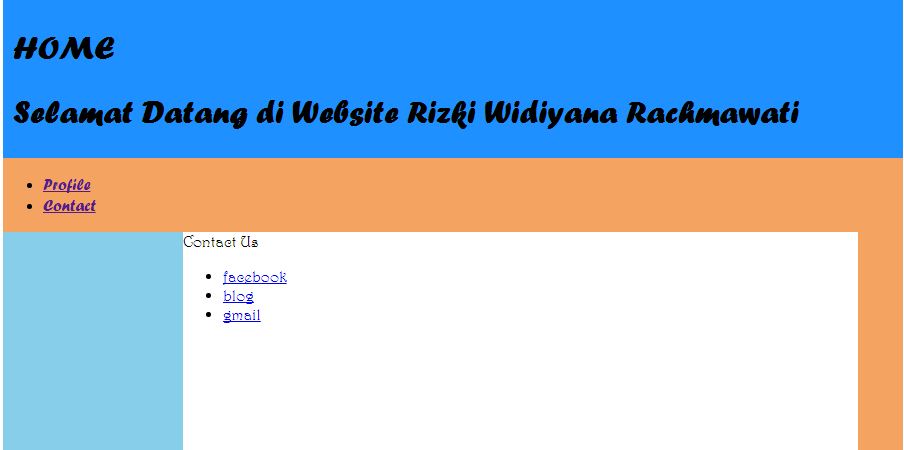 HOME
Selamat Datang di Website Rizki Widiyana Rachmawati
Profile
Contact
Contact Us
facebook
blog
gmail